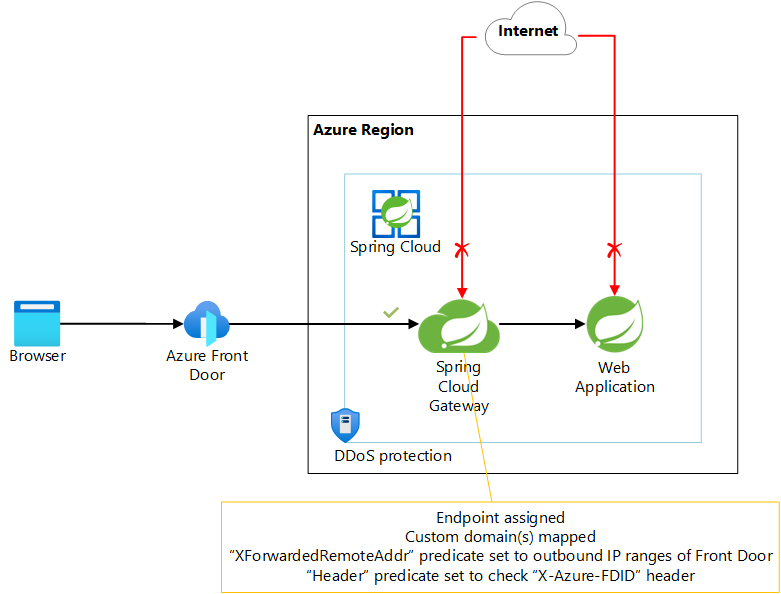 Internet
Azure Region
Spring Cloud
Browser
Azure Front
Door
Spring
Cloud
Gateway
Web
Application
DDoS protection
Endpoint assigned
Custom domain(s) mapped
“XForwardedRemoteAddr” predicate set to outbound IP ranges of Front Door
“Header” predicate set to check “X-Azure-FDID” header